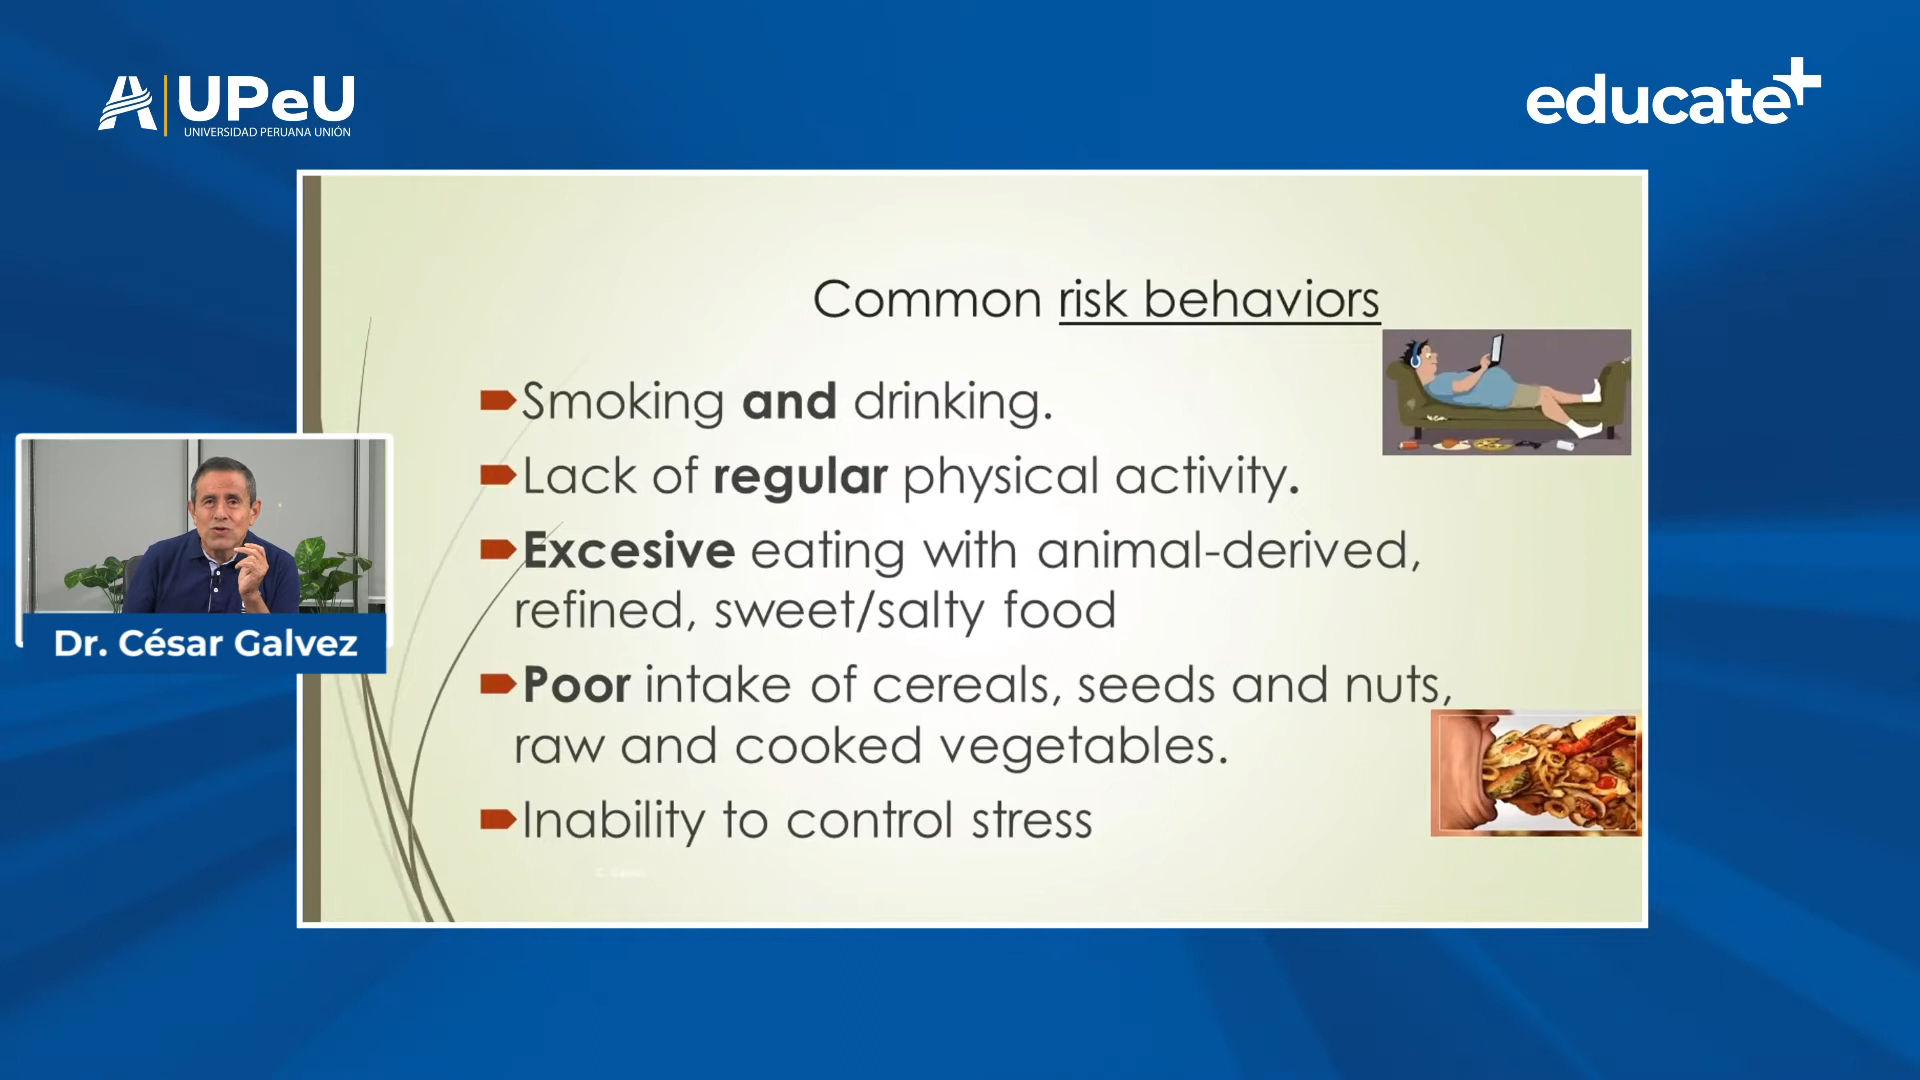 UPeU
UNIVERSIDAD PERUANA UNIÓN
educate+
Common risk behaviors
Smoking and drinking.
Lack of regular physical activity.
Excesive eating with animal-derived,
refined, sweet/salty food
Poor intake of cereals, seeds and nuts,
raw and cooked vegetables.
Inability to control stress
Dr. César Galvez